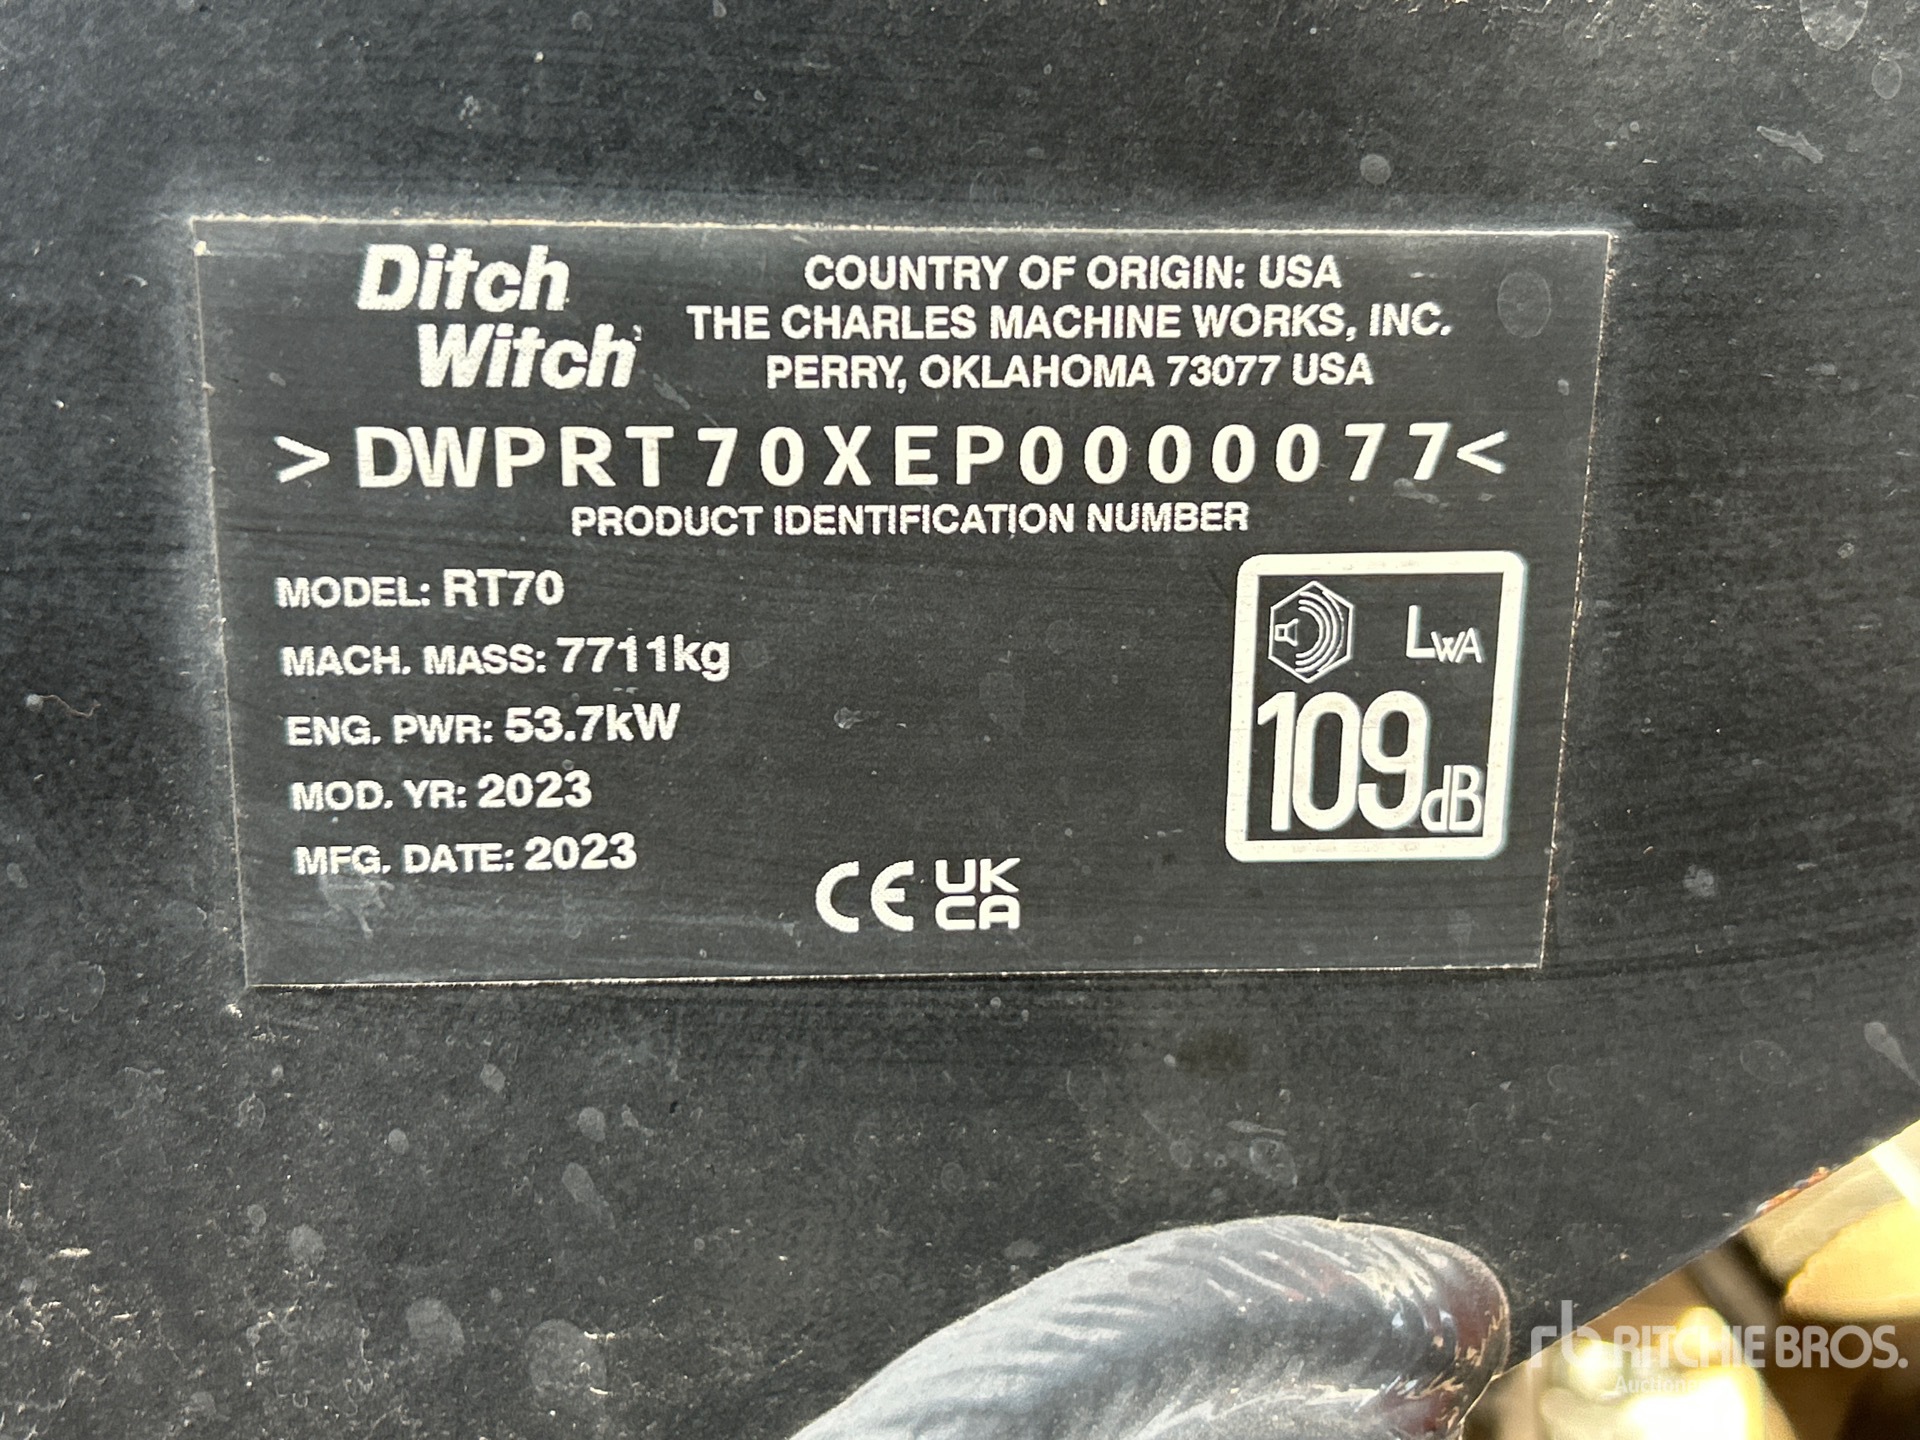 Ditch
Witch
COUNTRY OF ORIGIN: USA
THE CHARLES MACHINE WORKS, INC.
PERRY, OKLAHOMA 73077 USA
>DWPRT70XEP0000077<
PRODUCT IDENTIFICATION NUMBER
MODEL: RT70
MACH. MASS: 7711kg
ENG. PWR: 53.7kW
MOD. YR: 2023
MFG. DATE: 2023
LWA
109dB
CE UK
CA
rb RITCHIE BROS.
Auction